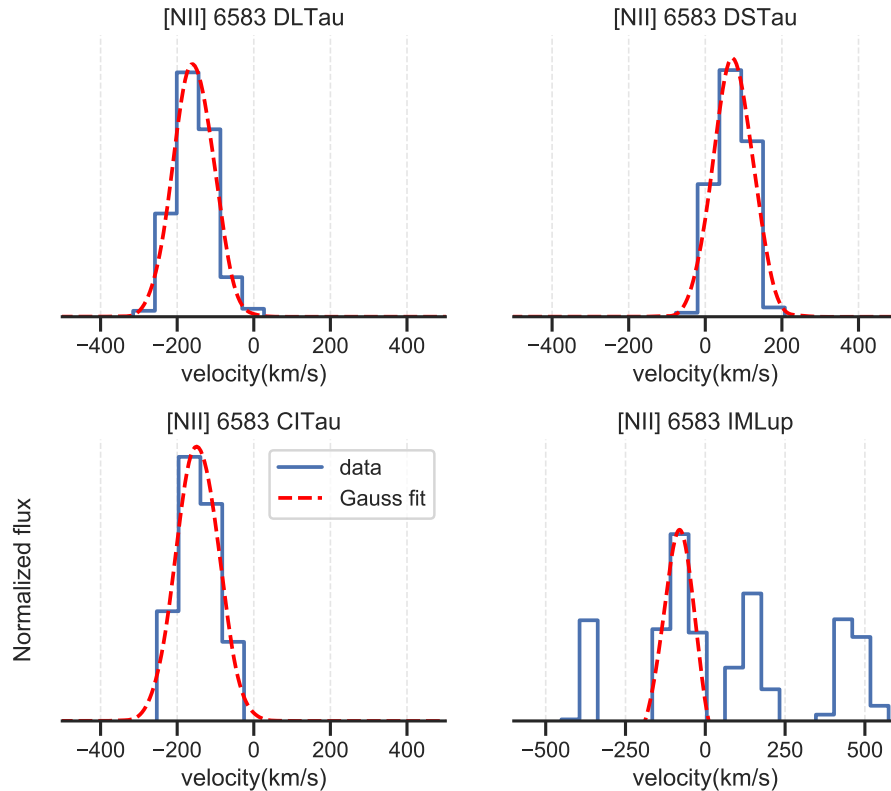 [NII] 6583 DLTau
[NII] 6583 DSTau
−400 −200 0 200 400
velocity(km/s)
−400 −200 0 200 400
velocity(km/s)
[NII] 6583 CITau
[NII] 6583 IMLup
data
Gauss fit
Normalized flux
−400 −200 0 200 400
velocity(km/s)
−500 −250 0 250 500
velocity(km/s)